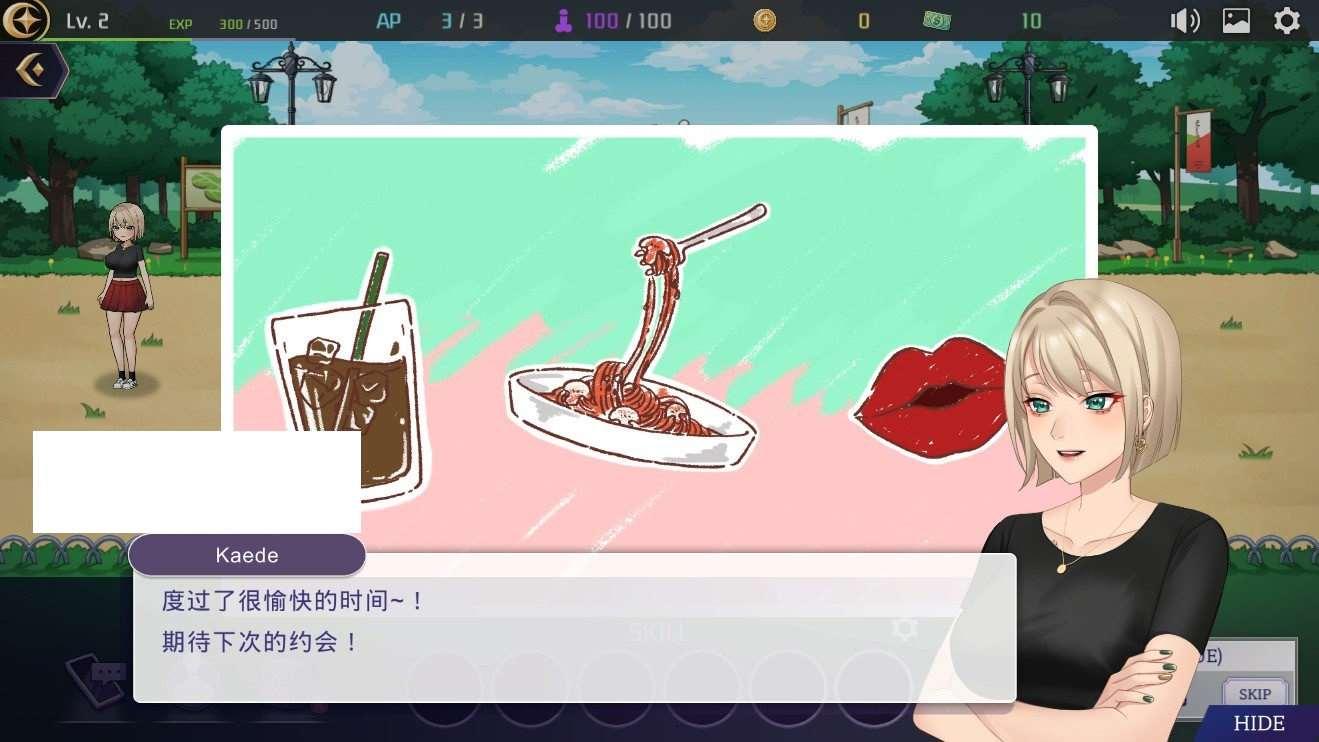 Lv. 2
EXP 300/500
AP 3 / 3
100 / 100
0
10
Kaede
度过了很愉快的时间~！
期待下次的约会！
SKILL
SKIP
HIDE